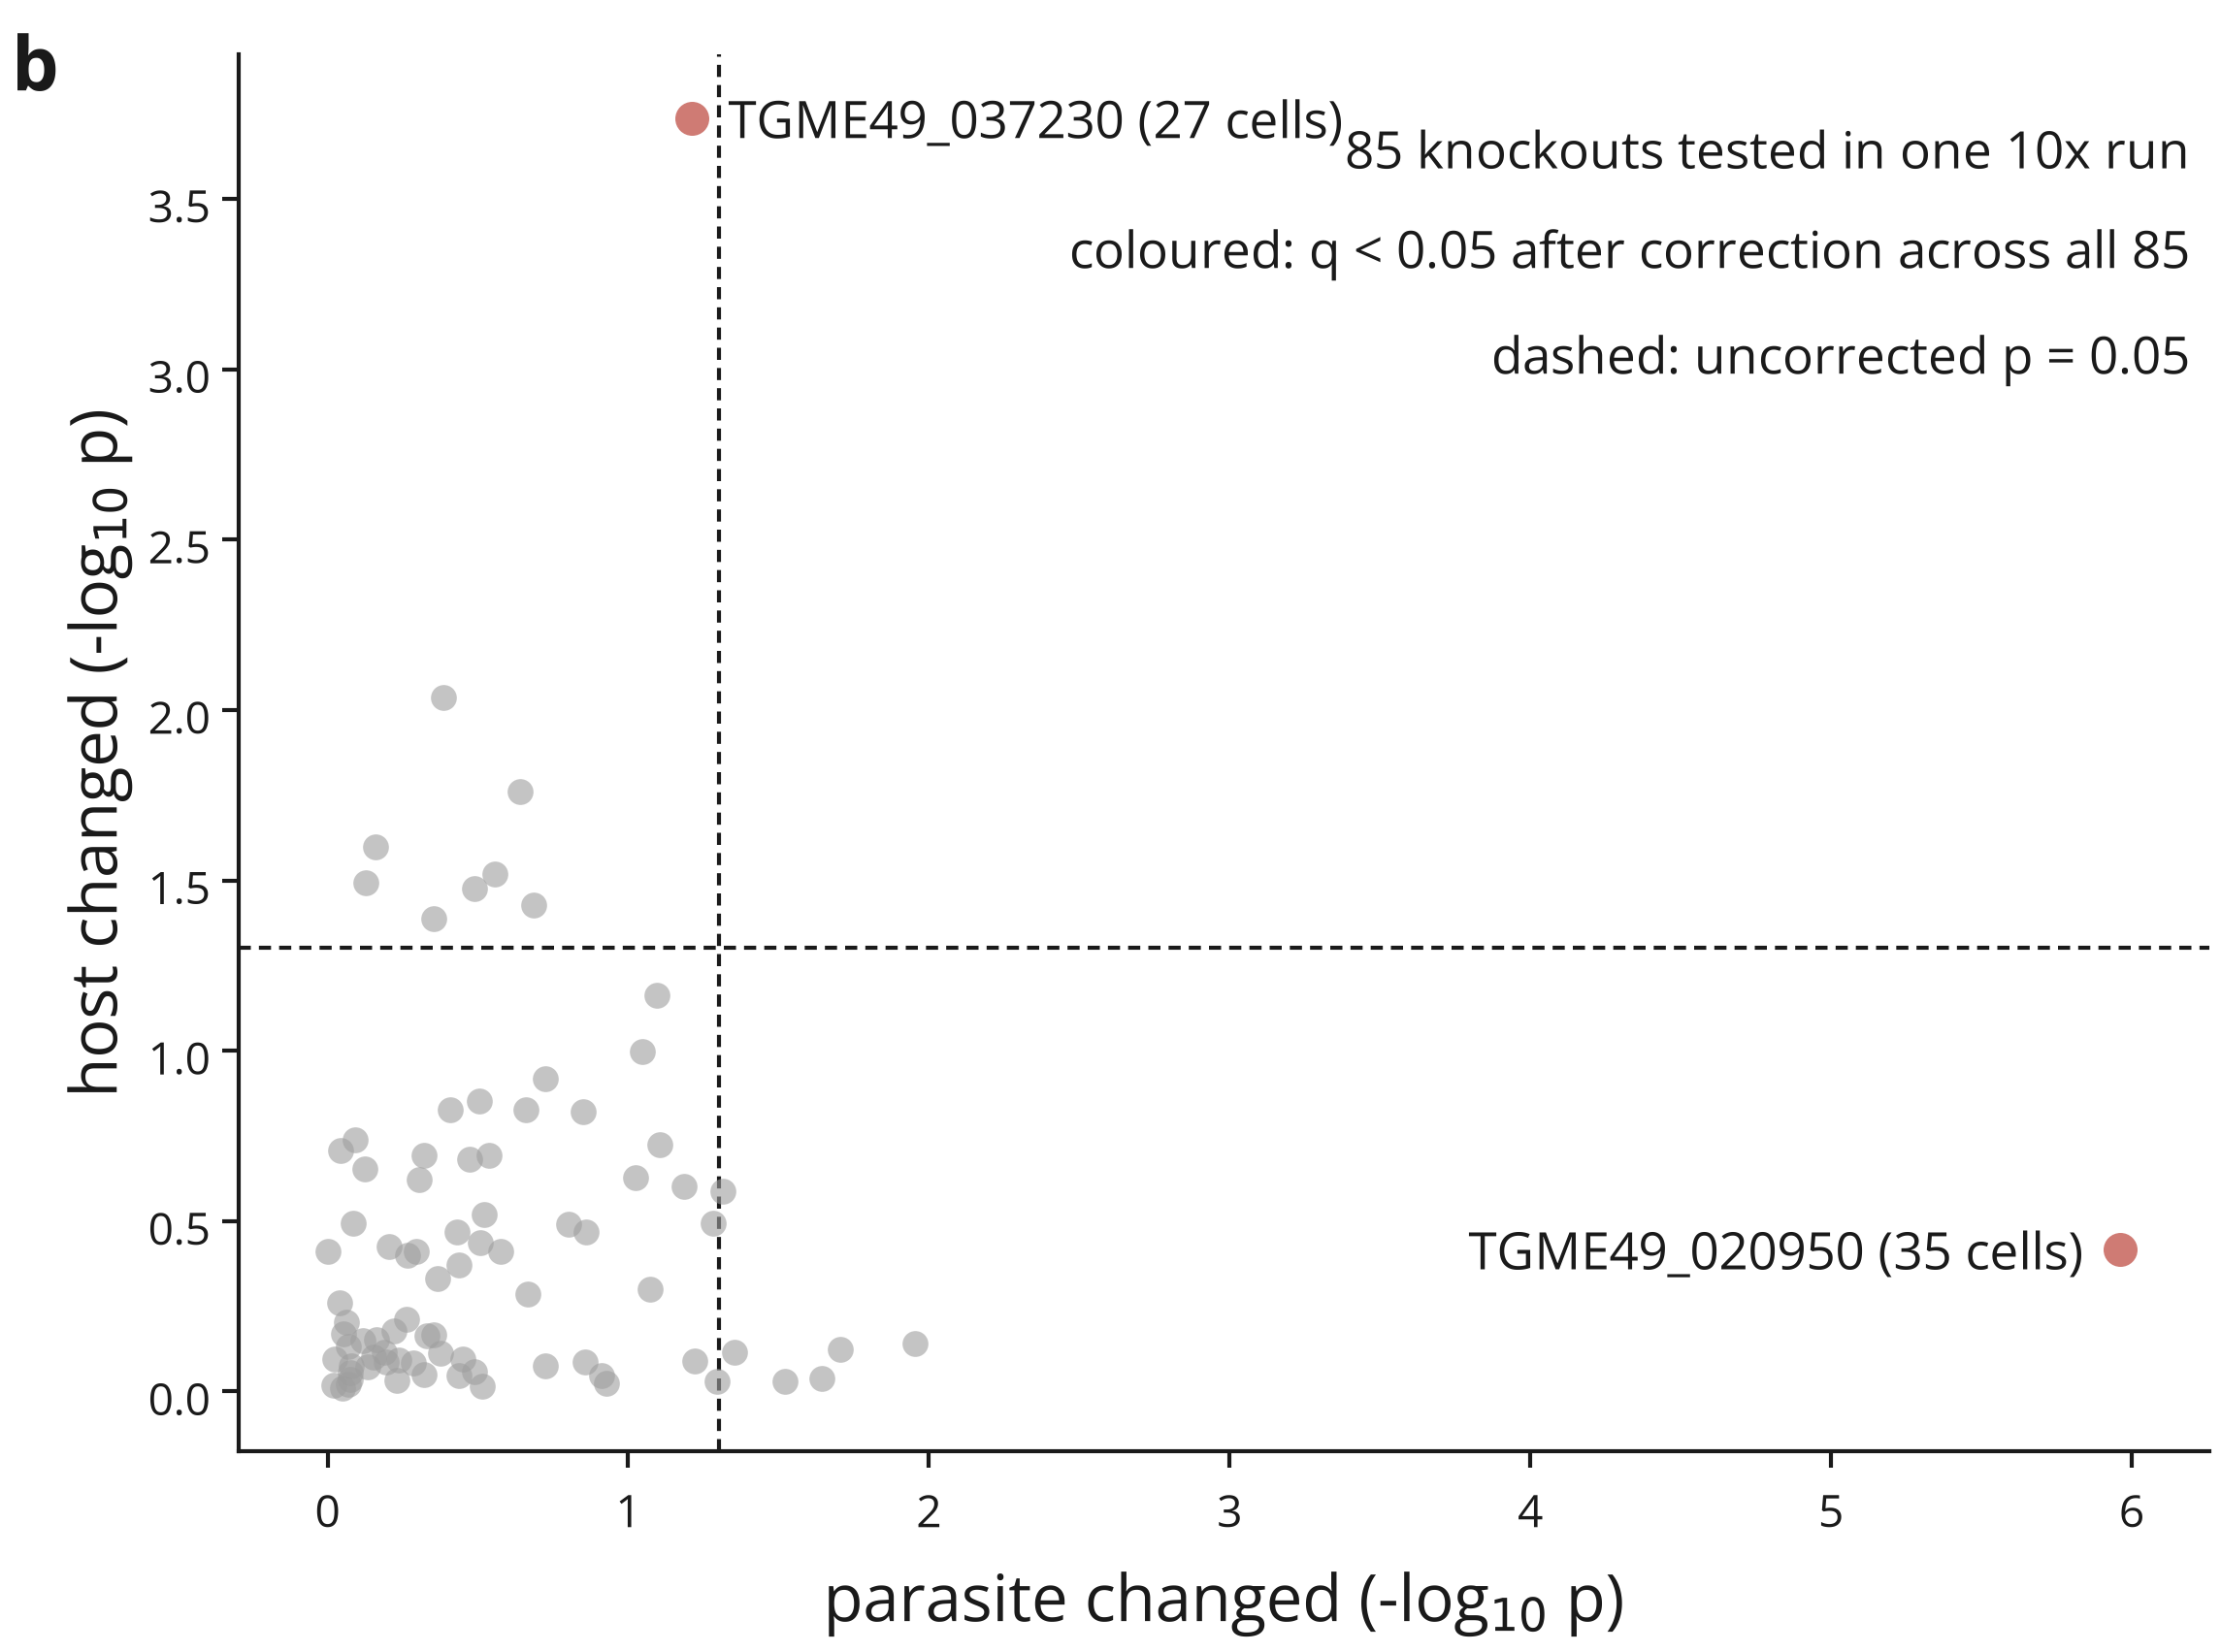 b
TGME49_037230 (27 cells)
85 knockouts tested in one 10x run
coloured: q < 0.05 after correction across all 85
dashed: uncorrected p = 0.05
host changed (-log₁₀ p)
3.5
3.0
2.5
2.0
1.5
1.0
0.5
0.0
TGME49_020950 (35 cells)
0 1 2 3 4 5 6
parasite changed (-log₁₀ p)